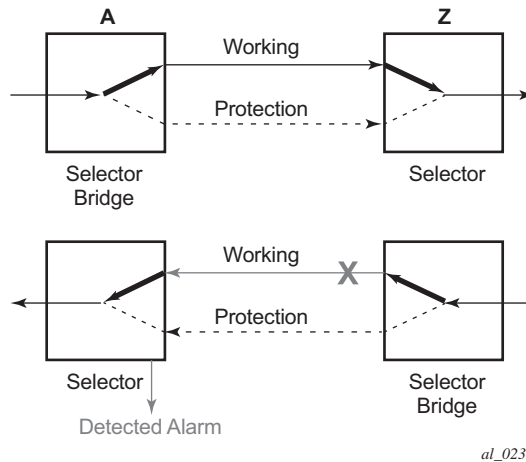 A
Z
Working
Protection
Selector
Bridge
Selector
Working
X
Protection
Selector
Selector
Bridge
Detected Alarm
al_023